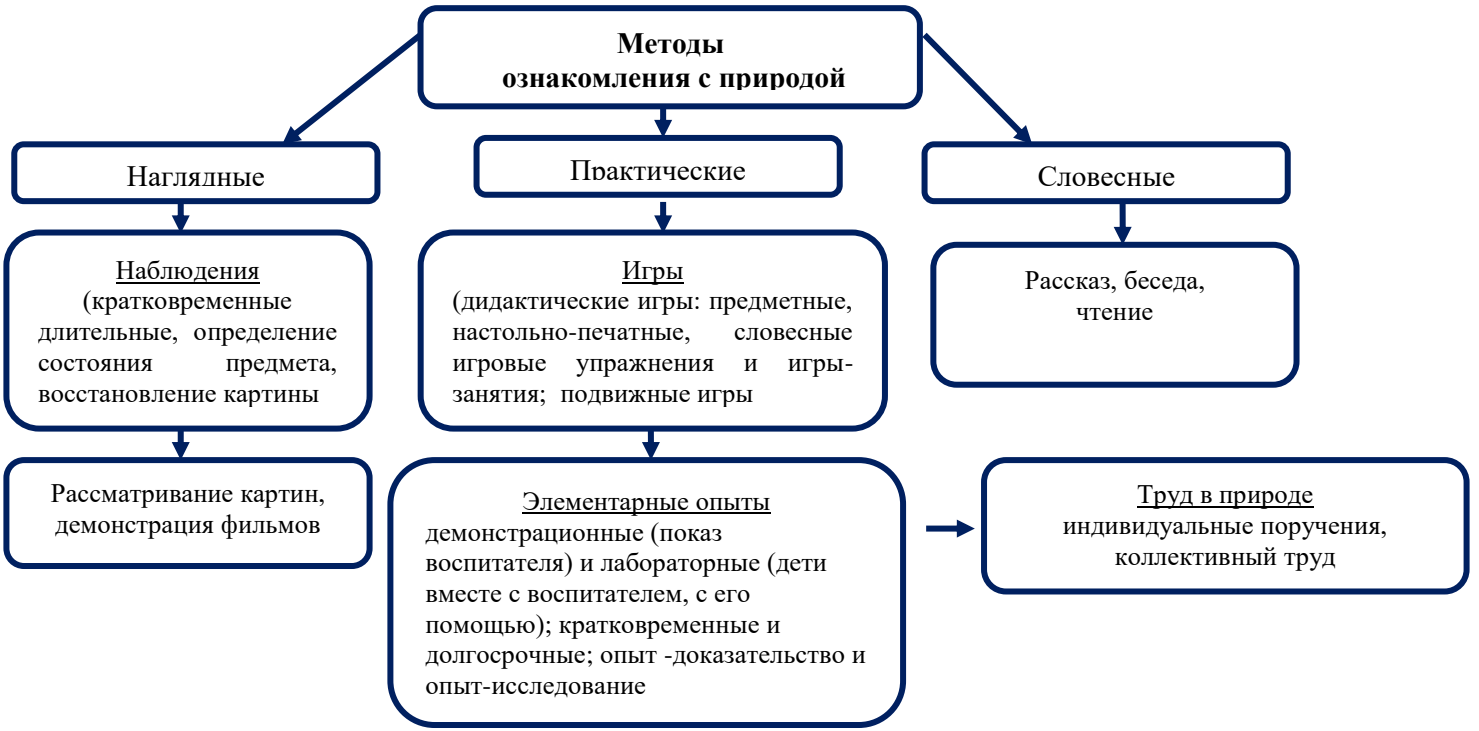 Методы
ознакомления с природой
Наглядные
Практические
Словесные
Наблюдения
(кратковременные
длительные, определение
состояния предмета,
восстановление картины
Игры
(дидактические игры: предметные,
настольно-печатные, словесные
игровые упражнения и игры-
занятия; подвижные игры
Рассказ, беседа,
чтение
Рассматривание картин,
демонстрация фильмов
Элементарные опыты
демонстрационные (показ
воспитателя) и лабораторные (дети
вместе с воспитателем, с его
помощью); кратковременные и
долгосрочные; опыт -доказательство и
опыт-исследование
Труд в природе
индивидуальные поручения,
коллективный труд